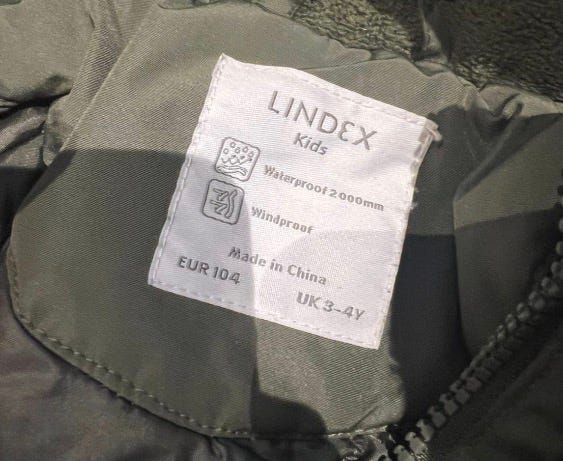 LINDEX
Kids
Waterproof 2000mm
Windproof
Made in China
EUR 104
UK 3-4Y